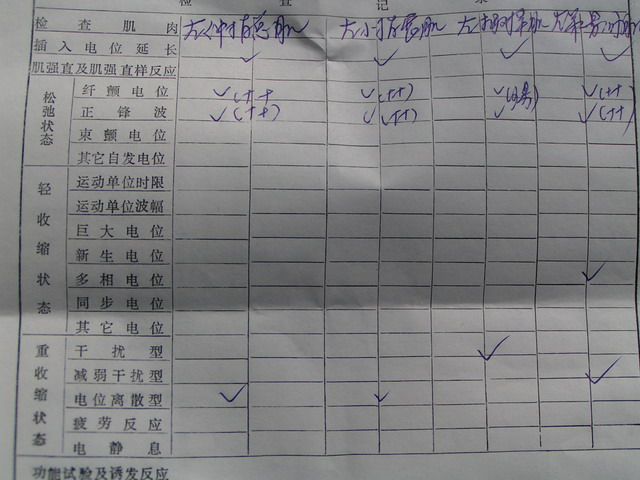 检 查 记 录
检 查 肌 肉
插入电位延长 ✓ ✓ ✓ ✓
肌强直及肌强直样反应
松弛状态
纤颤电位 ✓(++ ✓(++) ✓ ✓(++)
正锋波 ✓(++) ✓(++) ✓ ✓(++)
束颤电位
其它自发电位
轻收缩状态
运动单位时限
运动单位波幅
巨大电位
新生电位
多相电位 ✓
同步电位
其它电位
重收缩状态
干扰型 ✓
减弱干扰型 ✓
电位离散型 ✓ ✓
疲劳反应
电静息
功能试验及诱发反应